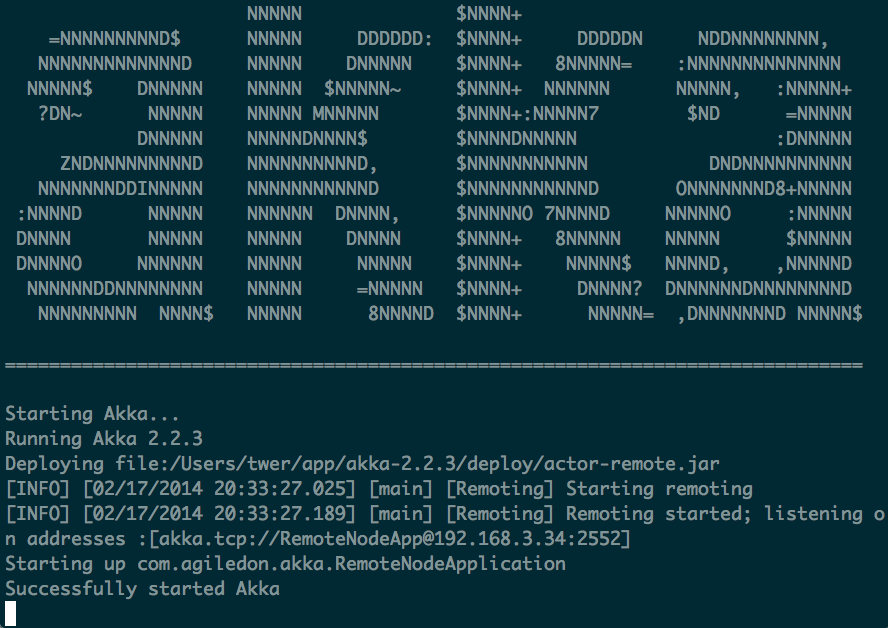 NNNNN              $NNNN+
    =NNNNNNNNND$      NNNNN     DDDDDD:  $NNNN+     DDDDDN     NDDNNNNNNNN,
   NNNNNNNNNNNNND     NNNNN    DNNNNN    $NNNN+   8NNNNN=    :NNNNNNNNNNNNNN
  NNNNN$    DNNNNN    NNNNN  $NNNNN~     $NNNN+  NNNNNN      NNNNN,   :NNNNN+
   ?DN~      NNNNN    NNNNN MNNNNN       $NNNN+:NNNNN7        $ND      =NNNNN
            DNNNNN    NNNNNDNNNN$        $NNNNDNNNNN                  :DNNNNN
     ZNDNNNNNNNNND    NNNNNNNNNND,       $NNNNNNNNNNN           DNDNNNNNNNNNN
   NNNNNNNDDINNNNN    NNNNNNNNNNND       $NNNNNNNNNNND       ONNNNNNND8+NNNNN
 :NNNND      NNNNN    NNNNNN  DNNNN,     $NNNNNO 7NNNND     NNNNNO     :NNNNN
 DNNNN       NNNNN    NNNNN    DNNNN     $NNNN+   8NNNNN    NNNNN      $NNNNN
 DNNNNO     NNNNNN    NNNNN     NNNNN    $NNNN+    NNNNN$   NNNND,    ,NNNNND
  NNNNNNDDNNNNNNNN    NNNNN     =NNNNN   $NNNN+     DNNNN?  DNNNNNNDNNNNNNNND
   NNNNNNNNN  NNNN$   NNNNN      8NNNND  $NNNN+      NNNNN=  ,DNNNNNNND NNNNN$
==============================================================================
Starting Akka...
Running Akka 2.2.3
Deploying file:/Users/twer/app/akka-2.2.3/deploy/actor-remote.jar
[INFO] [02/17/2014 20:33:27.025] [main] [Remoting] Starting remoting
[INFO] [02/17/2014 20:33:27.189] [main] [Remoting] Remoting started; listening o
n addresses :[akka.tcp://RemoteNodeApp@192.168.3.34:2552]
Starting up com.agiledon.akka.RemoteNodeApplication
Successfully started Akka